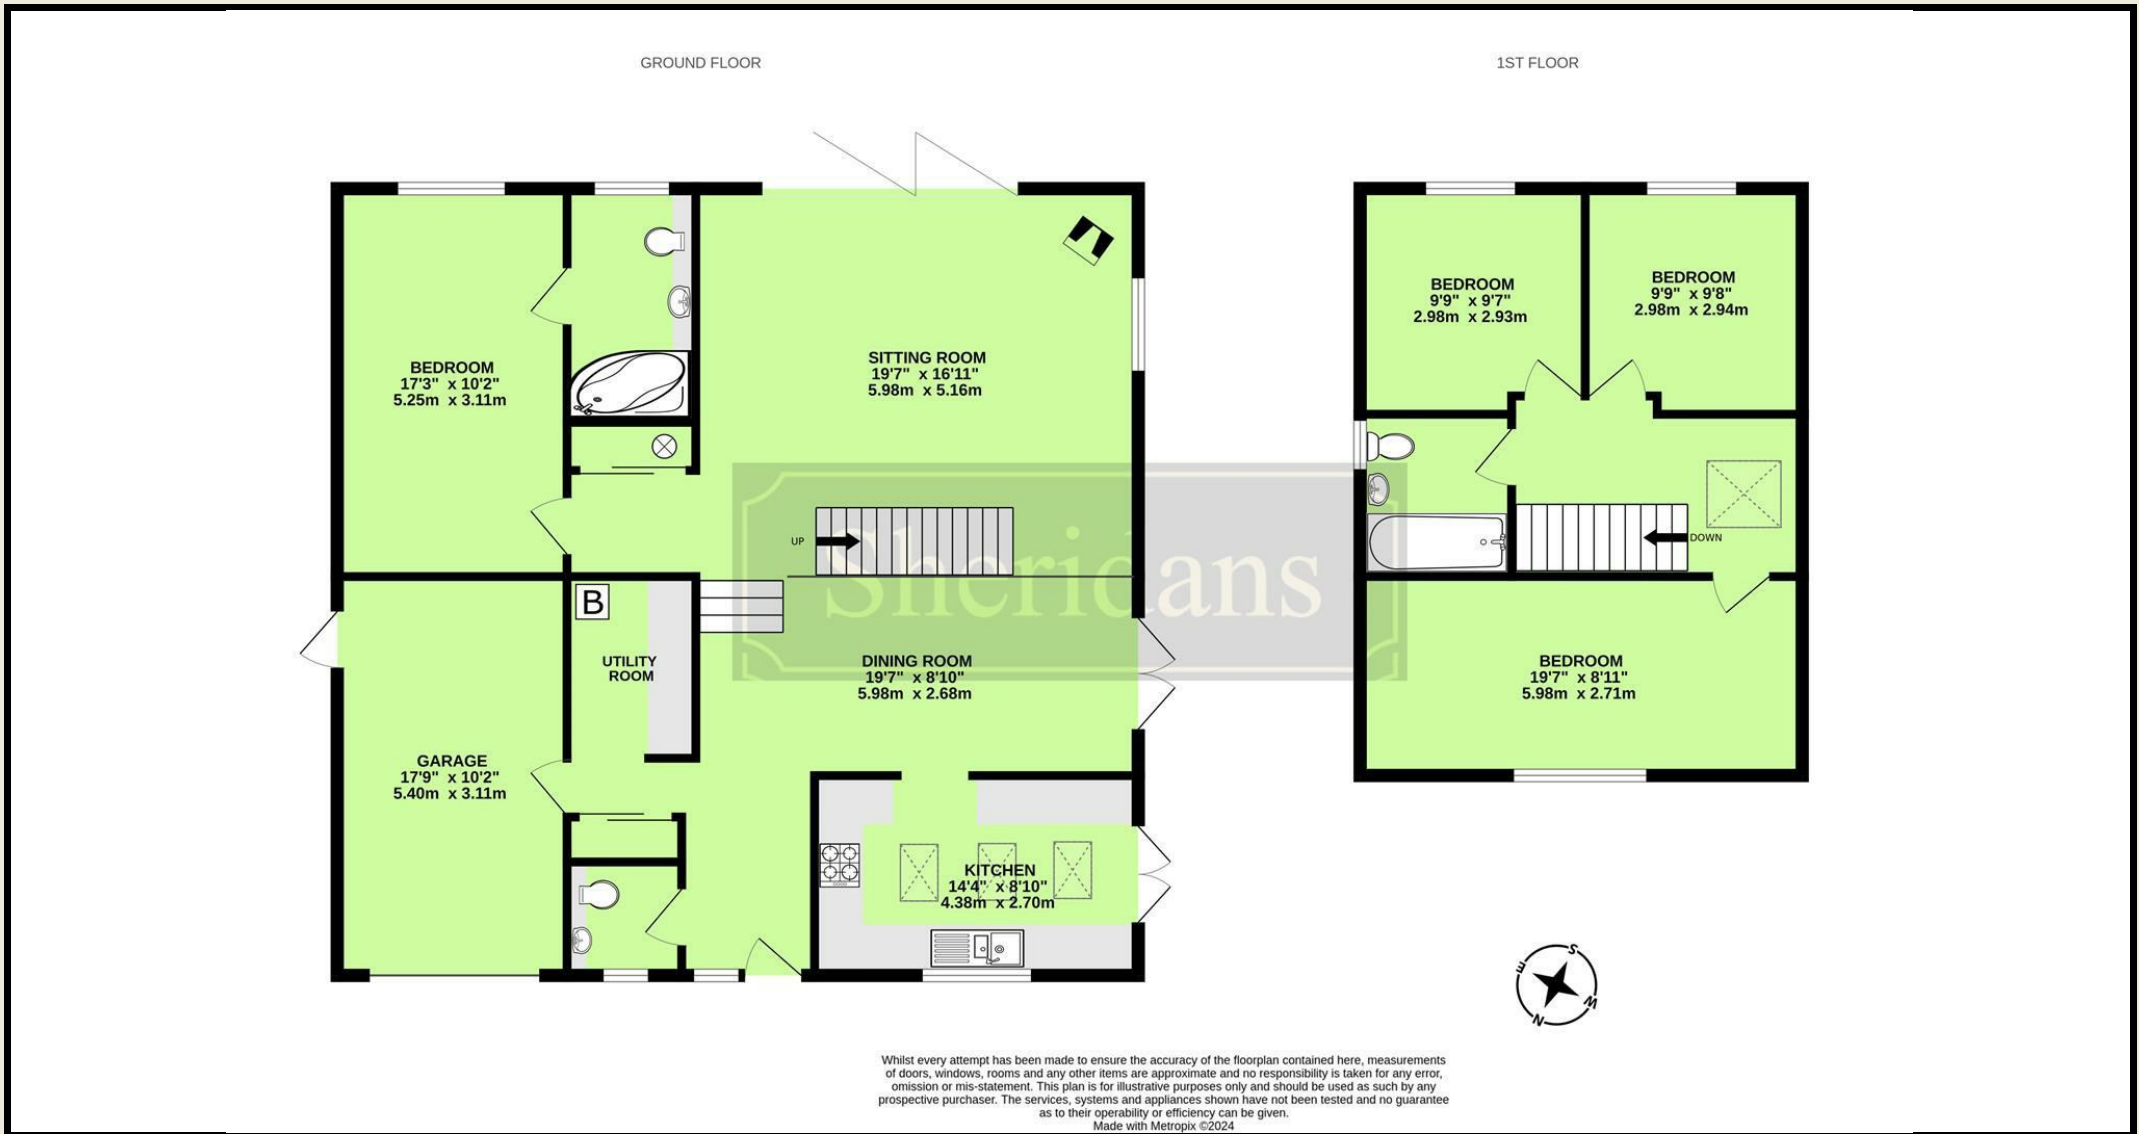 GROUND FLOOR
1ST FLOOR
BEDROOM
17'3" x 10'2"
5.25m x 3.11m
SITTING ROOM
19'7" x 16'11"
5.98m x 5.16m
UP
B
UTILITY
ROOM
DINING ROOM
19'7" x 8'10"
5.98m x 2.68m
GARAGE
17'9" x 10'2"
5.40m x 3.11m
KITCHEN
14'4" x 8'10"
4.38m x 2.70m
BEDROOM
9'9" x 9'7"
2.98m x 2.93m
BEDROOM
9'9" x 9'8"
2.98m x 2.94m
DOWN
BEDROOM
19'7" x 8'11"
5.98m x 2.71m
Sheridans
S
E
W
N
Whilst every attempt has been made to ensure the accuracy of the floorplan contained here, measurements
of doors, windows, rooms and any other items are approximate and no responsibility is taken for any error,
omission or mis-statement. This plan is for illustrative purposes only and should be used as such by any
prospective purchaser. The services, systems and appliances shown have not been tested and no guarantee
as to their operability or efficiency can be given.
Made with Metropix ©2024